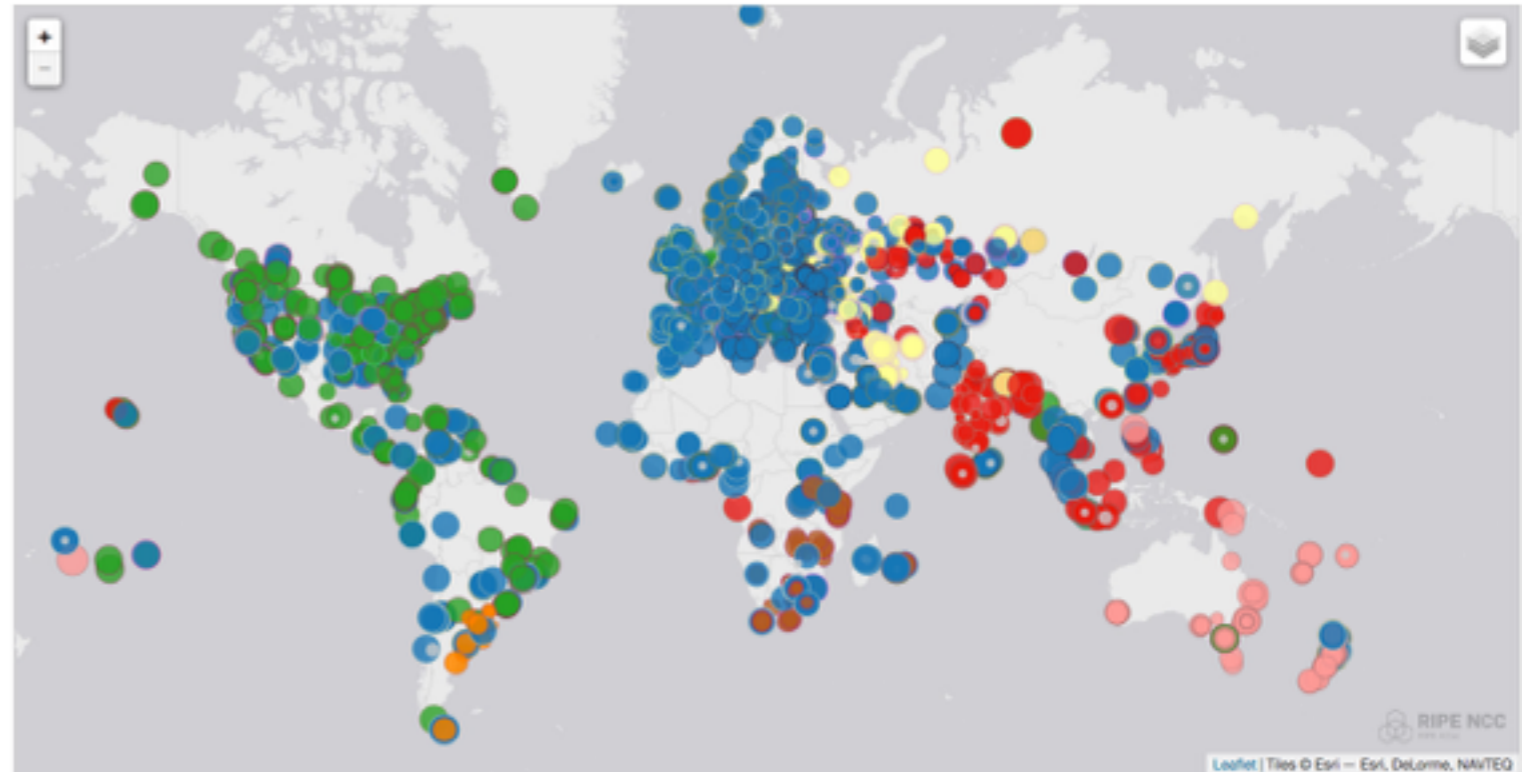 +
−
RIPE NCC
Leaflet | Tiles © Esri — Esri, DeLorme, NAVTEQ